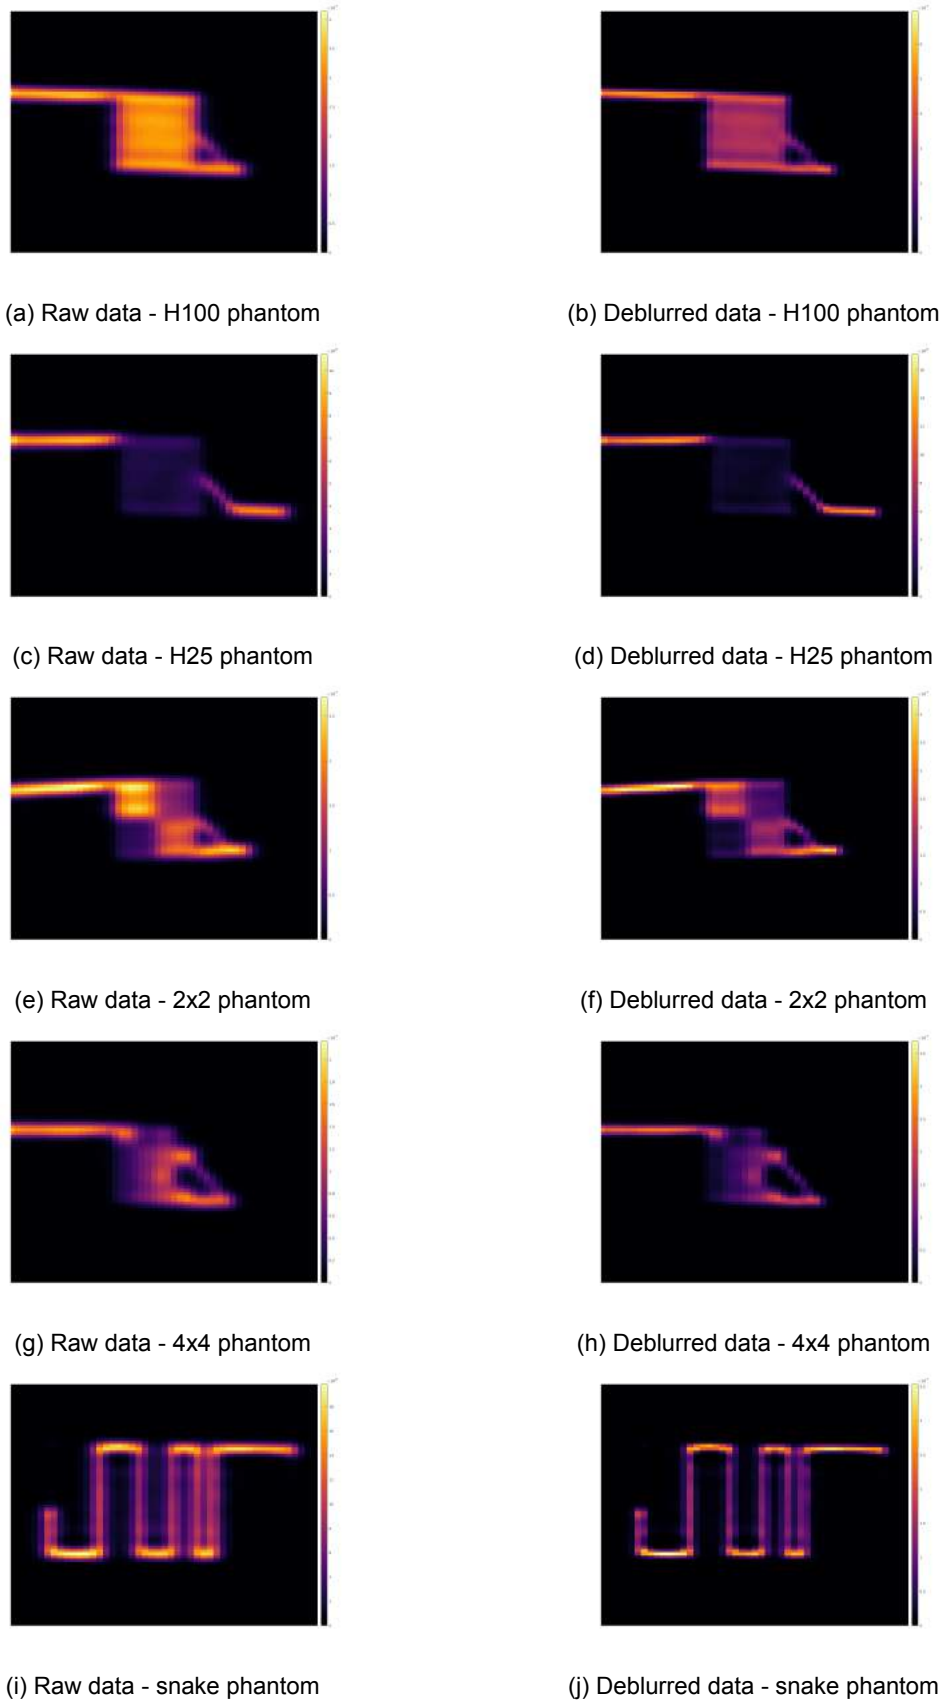 (a) Raw data - H100 phantom
(b) Deblurred data - H100 phantom
(c) Raw data - H25 phantom
(d) Deblurred data - H25 phantom
(e) Raw data - 2x2 phantom
(f) Deblurred data - 2x2 phantom
(g) Raw data - 4x4 phantom
(h) Deblurred data - 4x4 phantom
(i) Raw data - snake phantom
(j) Deblurred data - snake phantom